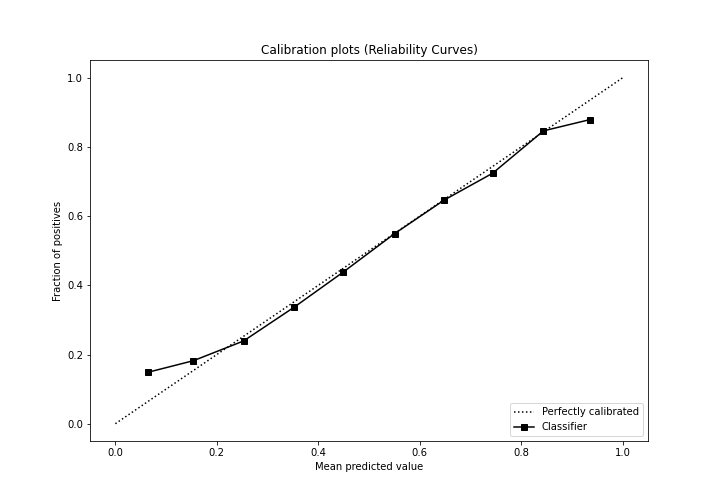 Calibration plots (Reliability Curves)
1.0
0.8
0.6
0.4
0.2
0.0
Fraction of positives
Perfectly calibrated
Classifier
0.0 0.2 0.4 0.6 0.8 1.0
Mean predicted value